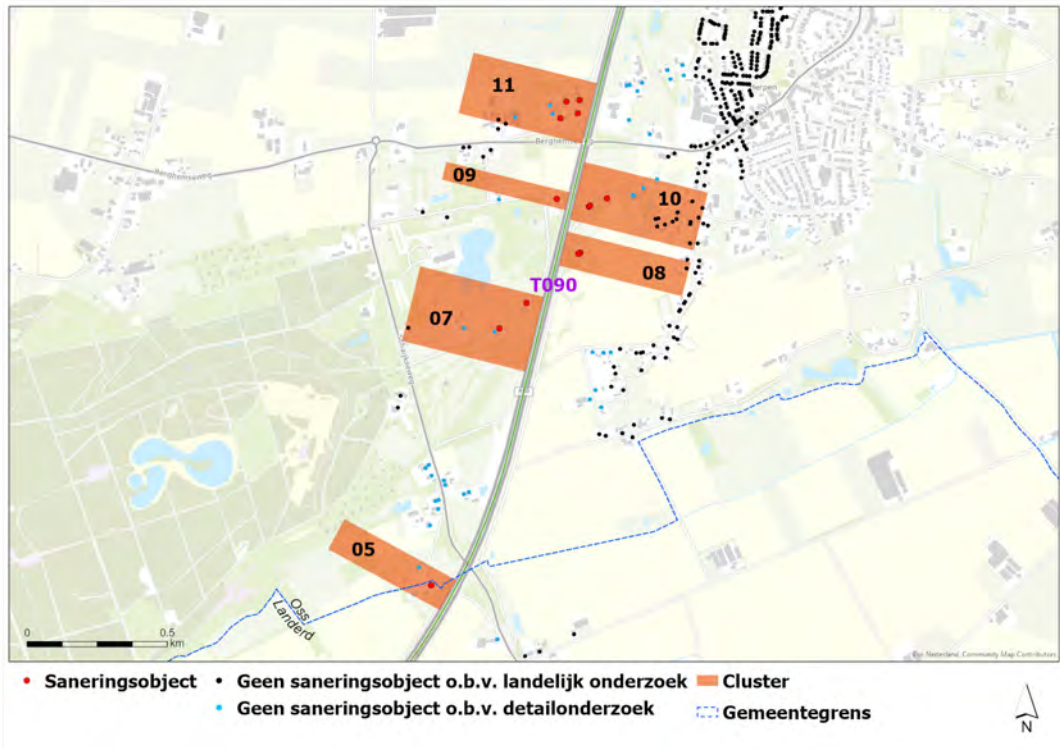 11
Berghemseweg
09
10
08
T090
07
05
Oss
Landerd
0 0.5
km
Esri Nederland, Community Map Contributors
Saneringsobject Geen saneringsobject o.b.v. landelijk onderzoek Cluster
Geen saneringsobject o.b.v. detailonderzoek Gemeentegrens
N